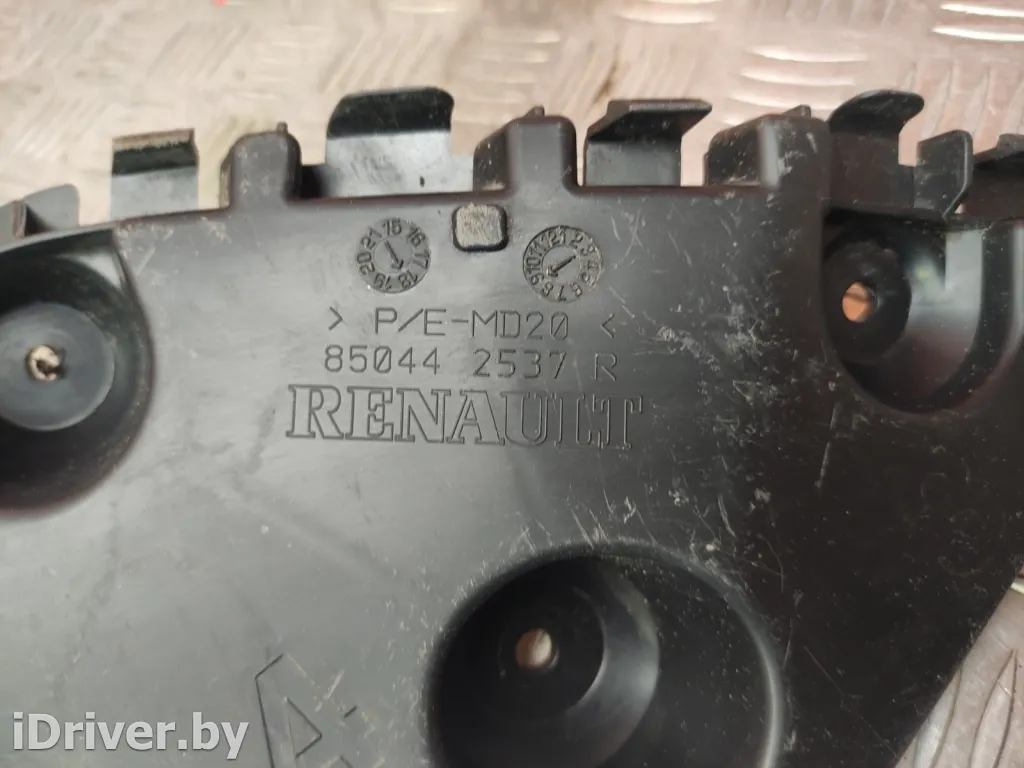 > P/E-MD20 <
85044 2537 R
RENAULT
iDriver.by